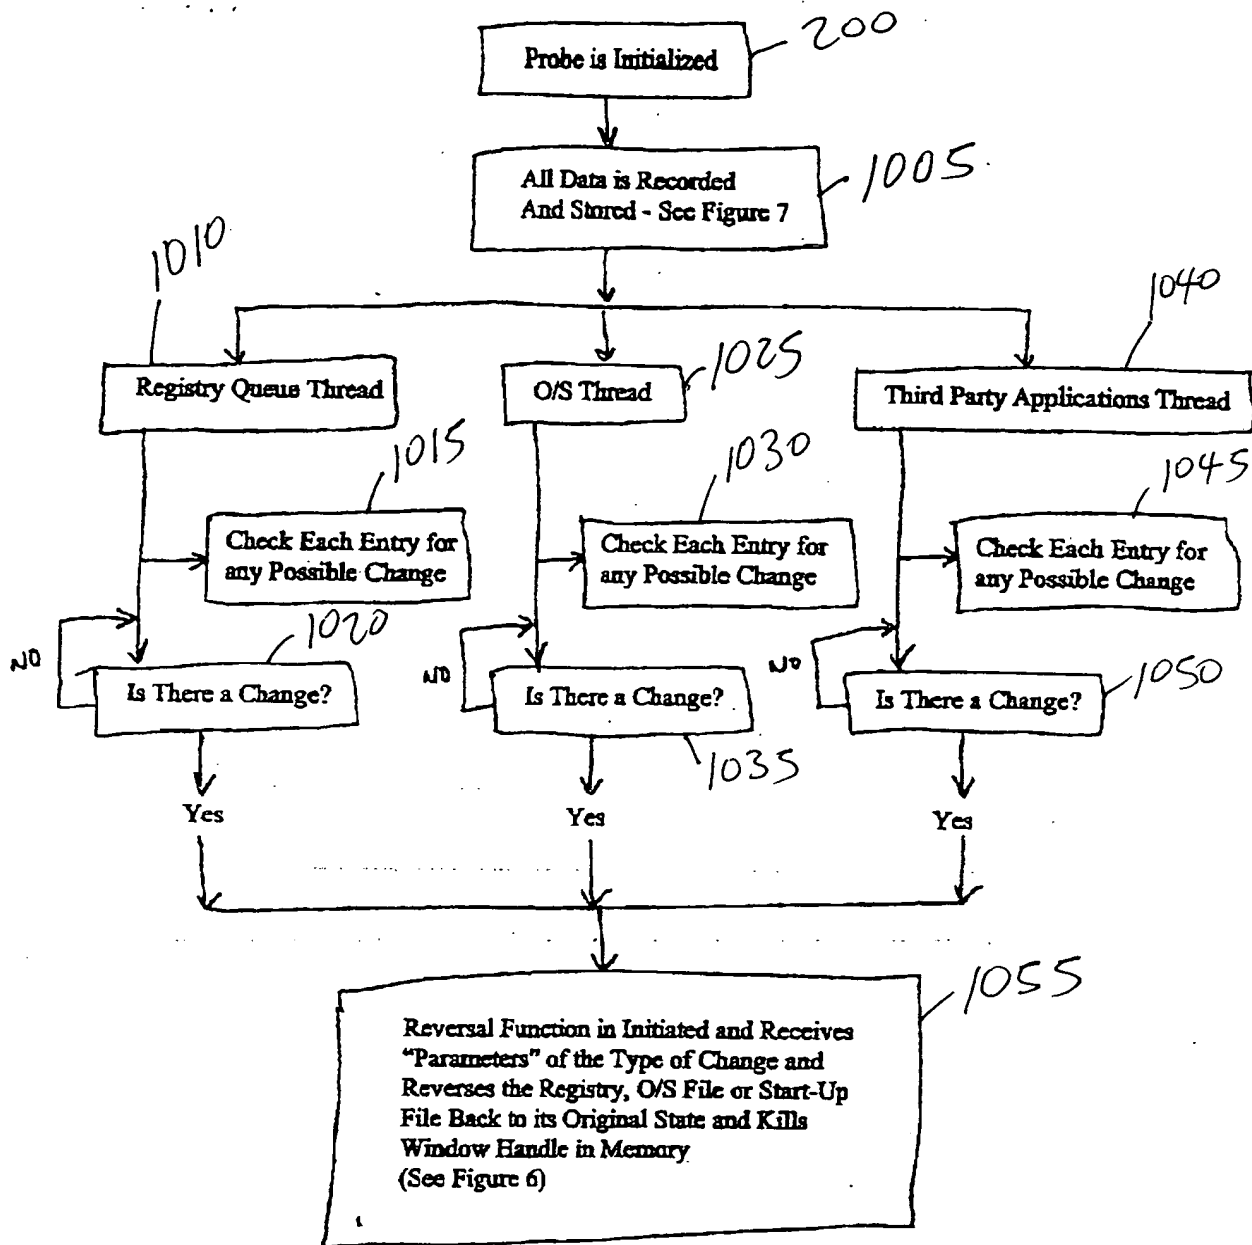 Probe is Initialized
200
All Data is Recorded
And Stored - See Figure 7
1005
1010
1040
Registry Queue Thread
O/S Thread
1025
Third Party Applications Thread
1015
1030
1045
Check Each Entry for
any Possible Change
Check Each Entry for
any Possible Change
Check Each Entry for
any Possible Change
1020
NO
Is There a Change?
NO
Is There a Change?
1035
NO
Is There a Change?
1050
Yes
Yes
Yes
1055
Reversal Function in Initiated and Receives
“Parameters” of the Type of Change and
Reverses the Registry, O/S File or Start-Up
File Back to its Original State and Kills
Window Handle in Memory
(See Figure 6)